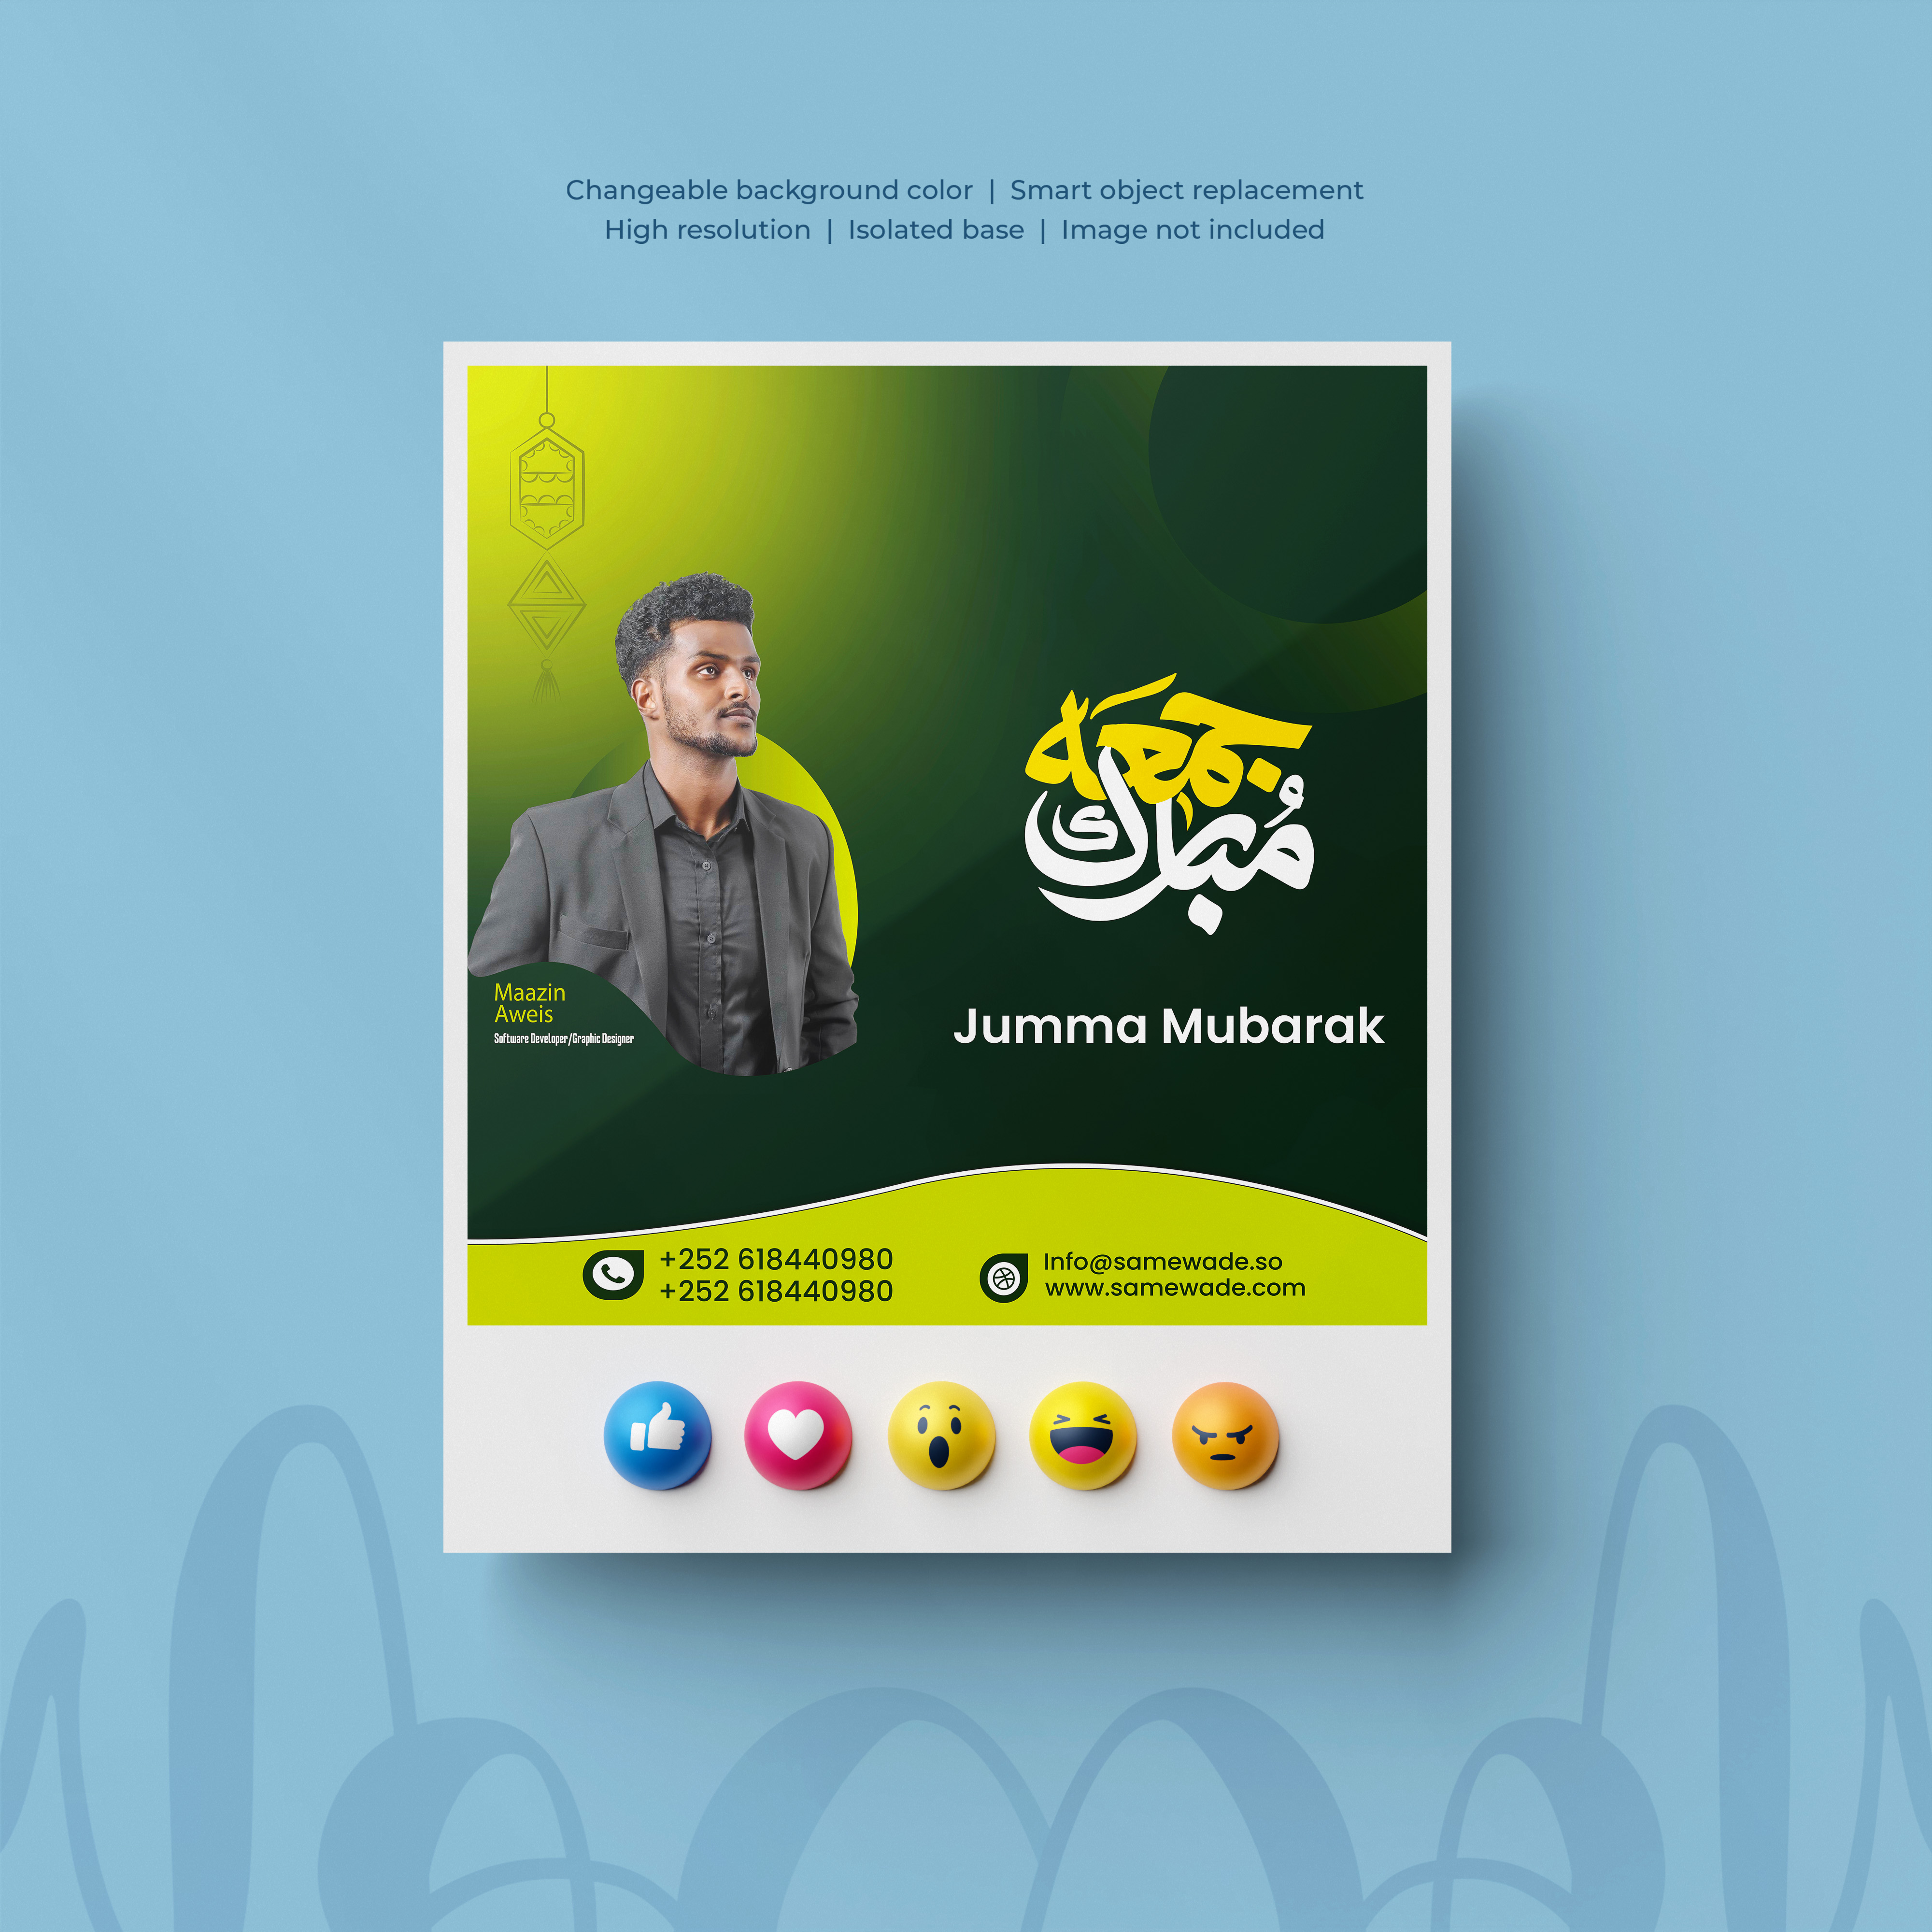 Changeable background color | Smart object replacement
High resolution | Isolated base | Image not included
جمعة
مُبارك
Maazin
Aweis
Software Developer/Graphic Designer
Jumma Mubarak
+252 618440980
+252 618440980
Info@samewade.so
www.samewade.com